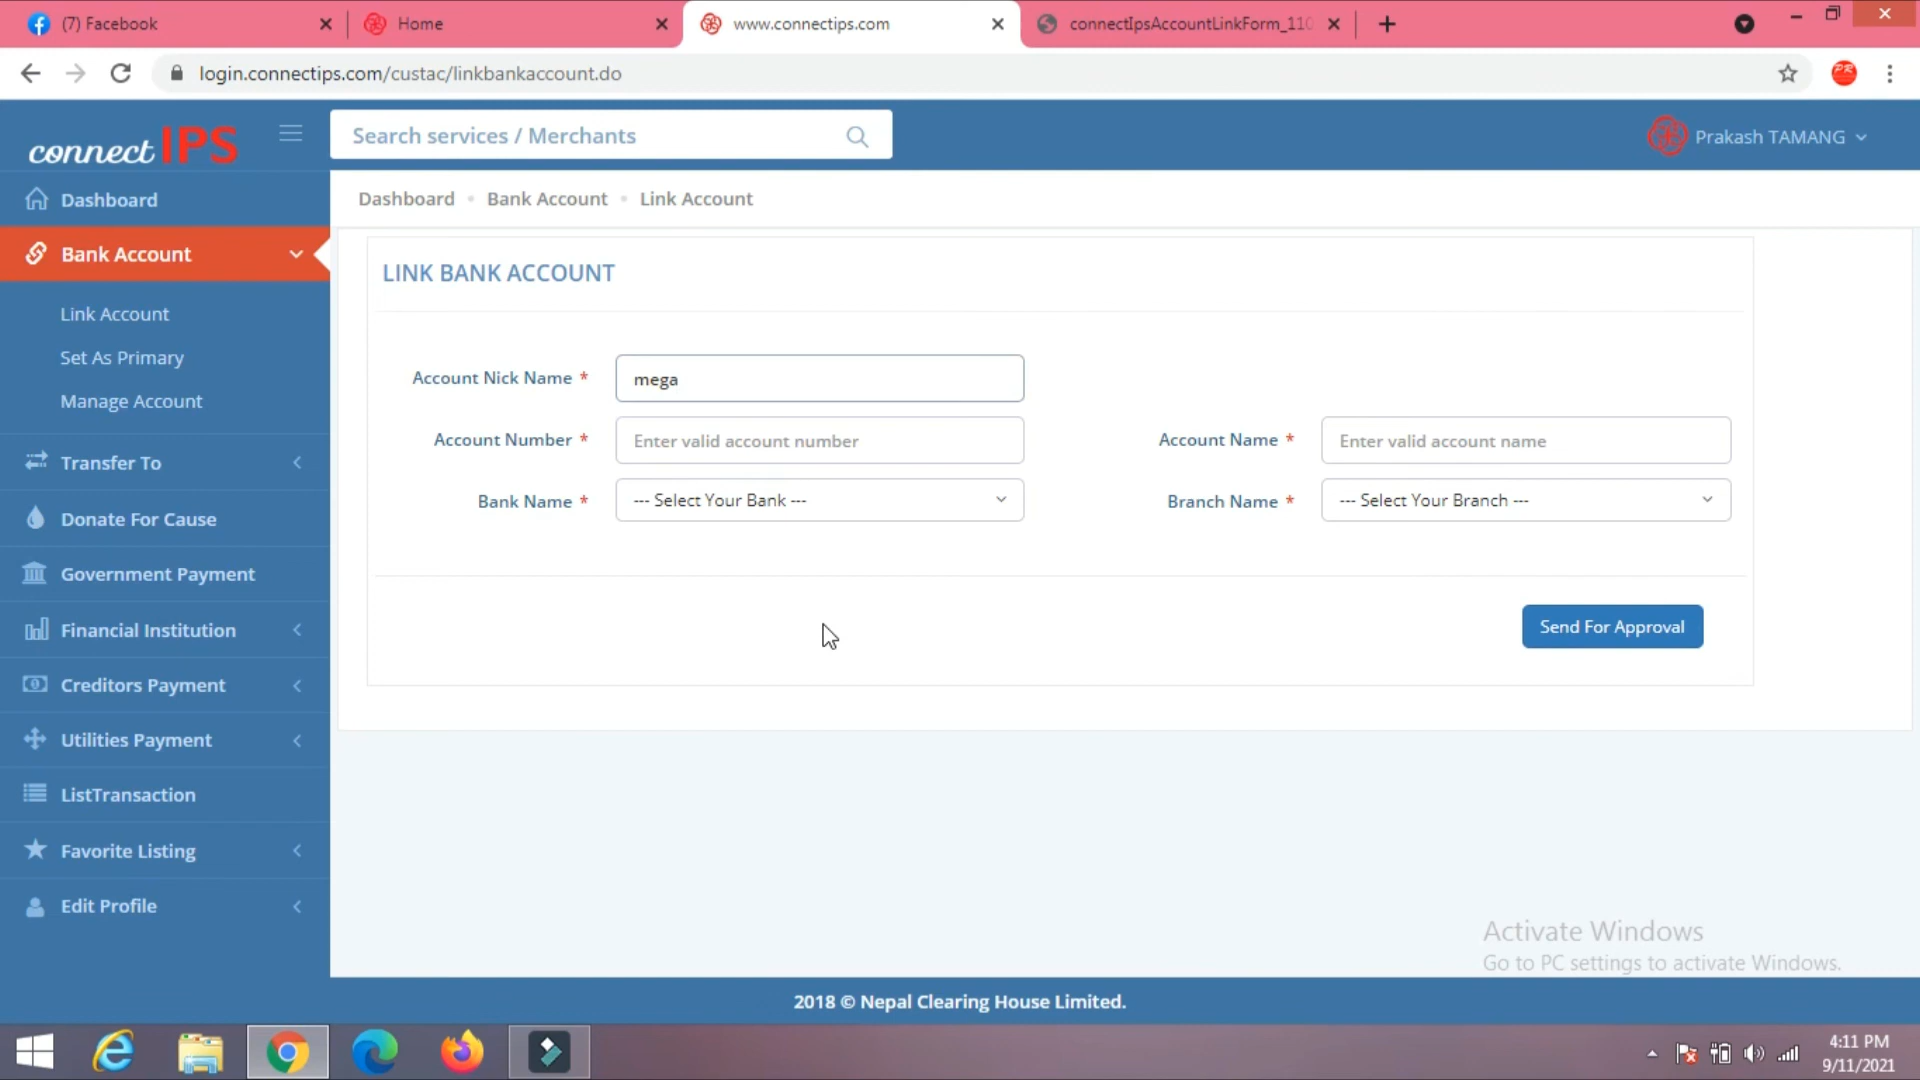 (7) Facebook
Home
www.connectips.com
connectIpsAccountLinkForm_110
login.connectips.com/custac/linkbankaccount.do
PR
connectIPS
Search services / Merchants
Prakash TAMANG
Dashboard
Bank Account
Link Account
Set As Primary
Manage Account
Transfer To
Donate For Cause
Government Payment
Financial Institution
Creditors Payment
Utilities Payment
ListTransaction
Favorite Listing
Edit Profile
Dashboard • Bank Account • Link Account
LINK BANK ACCOUNT
Account Nick Name * mega
Account Number * Enter valid account number Account Name * Enter valid account name
Bank Name * --- Select Your Bank --- Branch Name * --- Select Your Branch ---
Send For Approval
Activate Windows
Go to PC settings to activate Windows.
2018 © Nepal Clearing House Limited.
4:11 PM
9/11/2021